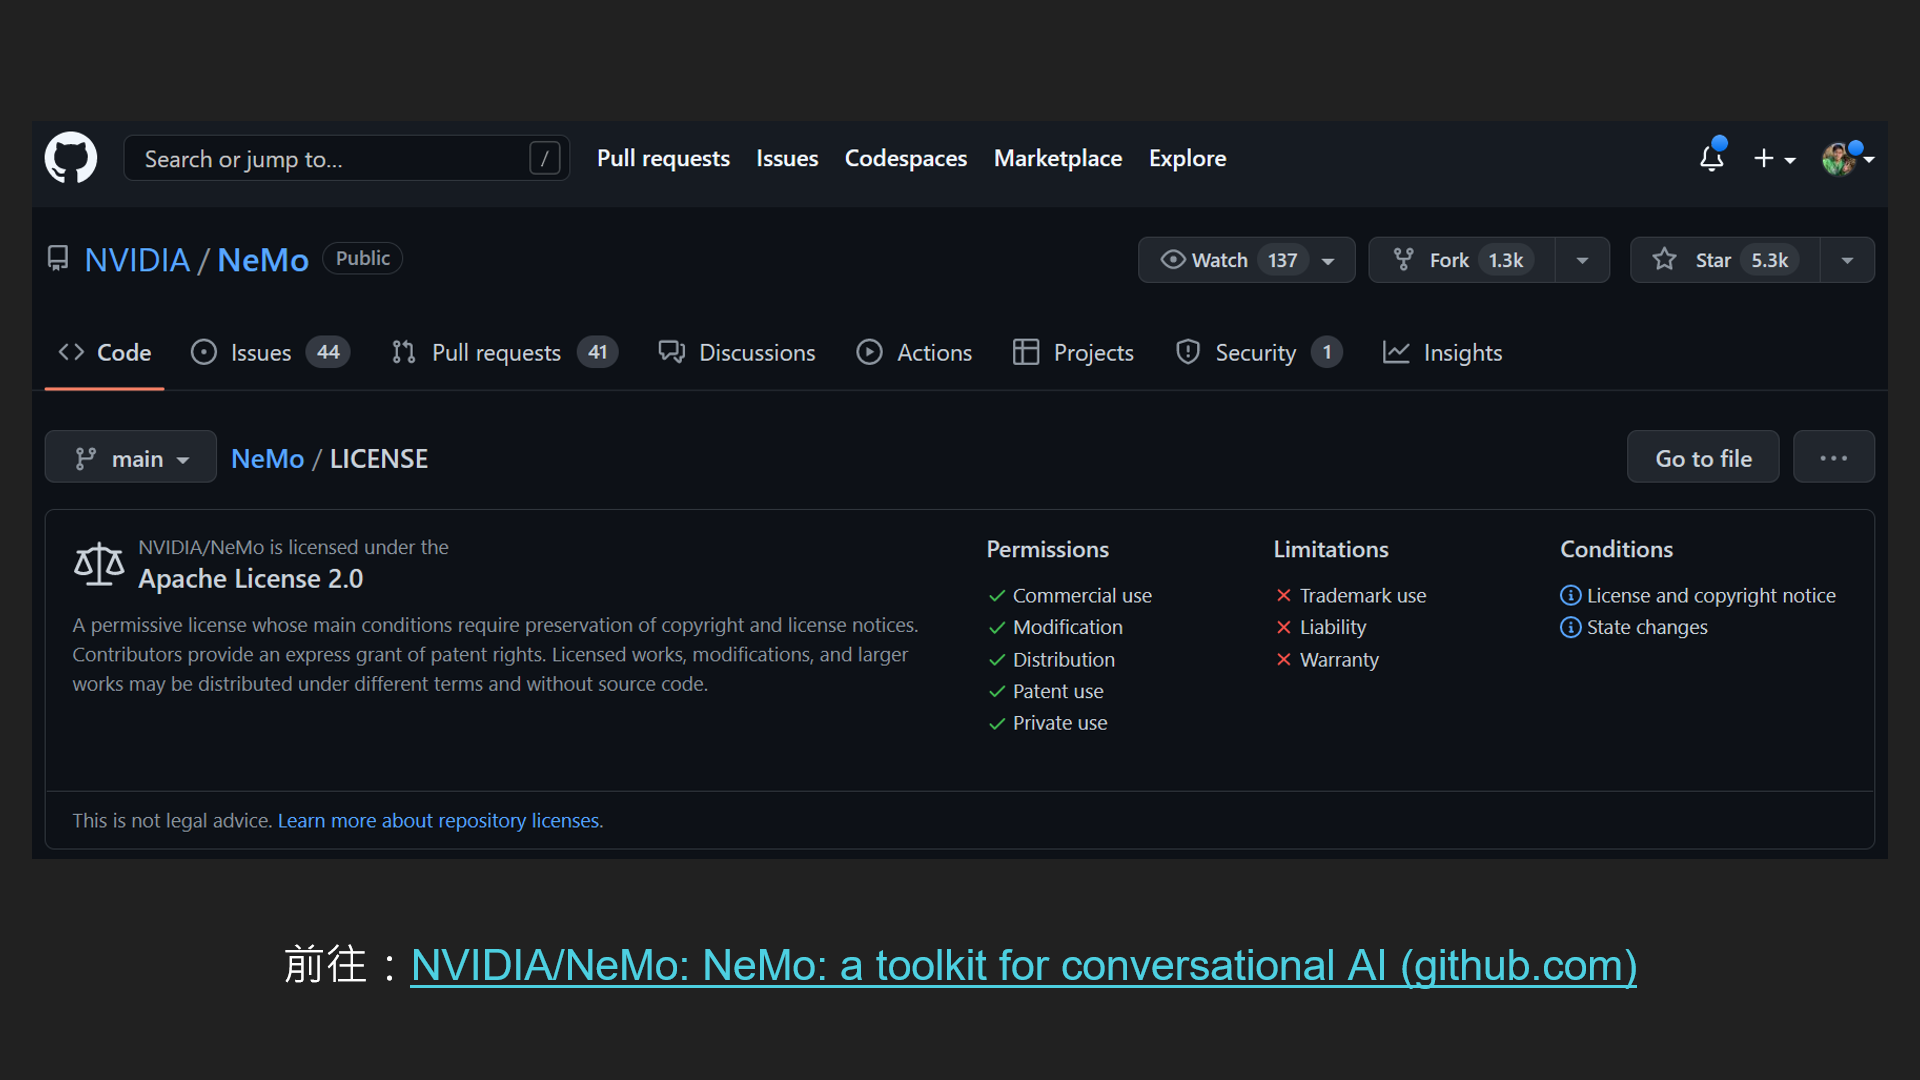 Search or jump to... /
Pull requests Issues Codespaces Marketplace Explore
NVIDIA / NeMo Public
Watch 137 Fork 1.3k Star 5.3k
Code Issues 44 Pull requests 41 Discussions Actions Projects Security 1 Insights
main NeMo / LICENSE Go to file ...
NVIDIA/NeMo is licensed under the
Apache License 2.0
A permissive license whose main conditions require preservation of copyright and license notices.
Contributors provide an express grant of patent rights. Licensed works, modifications, and larger
works may be distributed under different terms and without source code.
Permissions
Commercial use
Modification
Distribution
Patent use
Private use
Limitations
Trademark use
Liability
Warranty
Conditions
License and copyright notice
State changes
This is not legal advice. Learn more about repository licenses.
前往：NVIDIA/NeMo: NeMo: a toolkit for conversational AI (github.com)